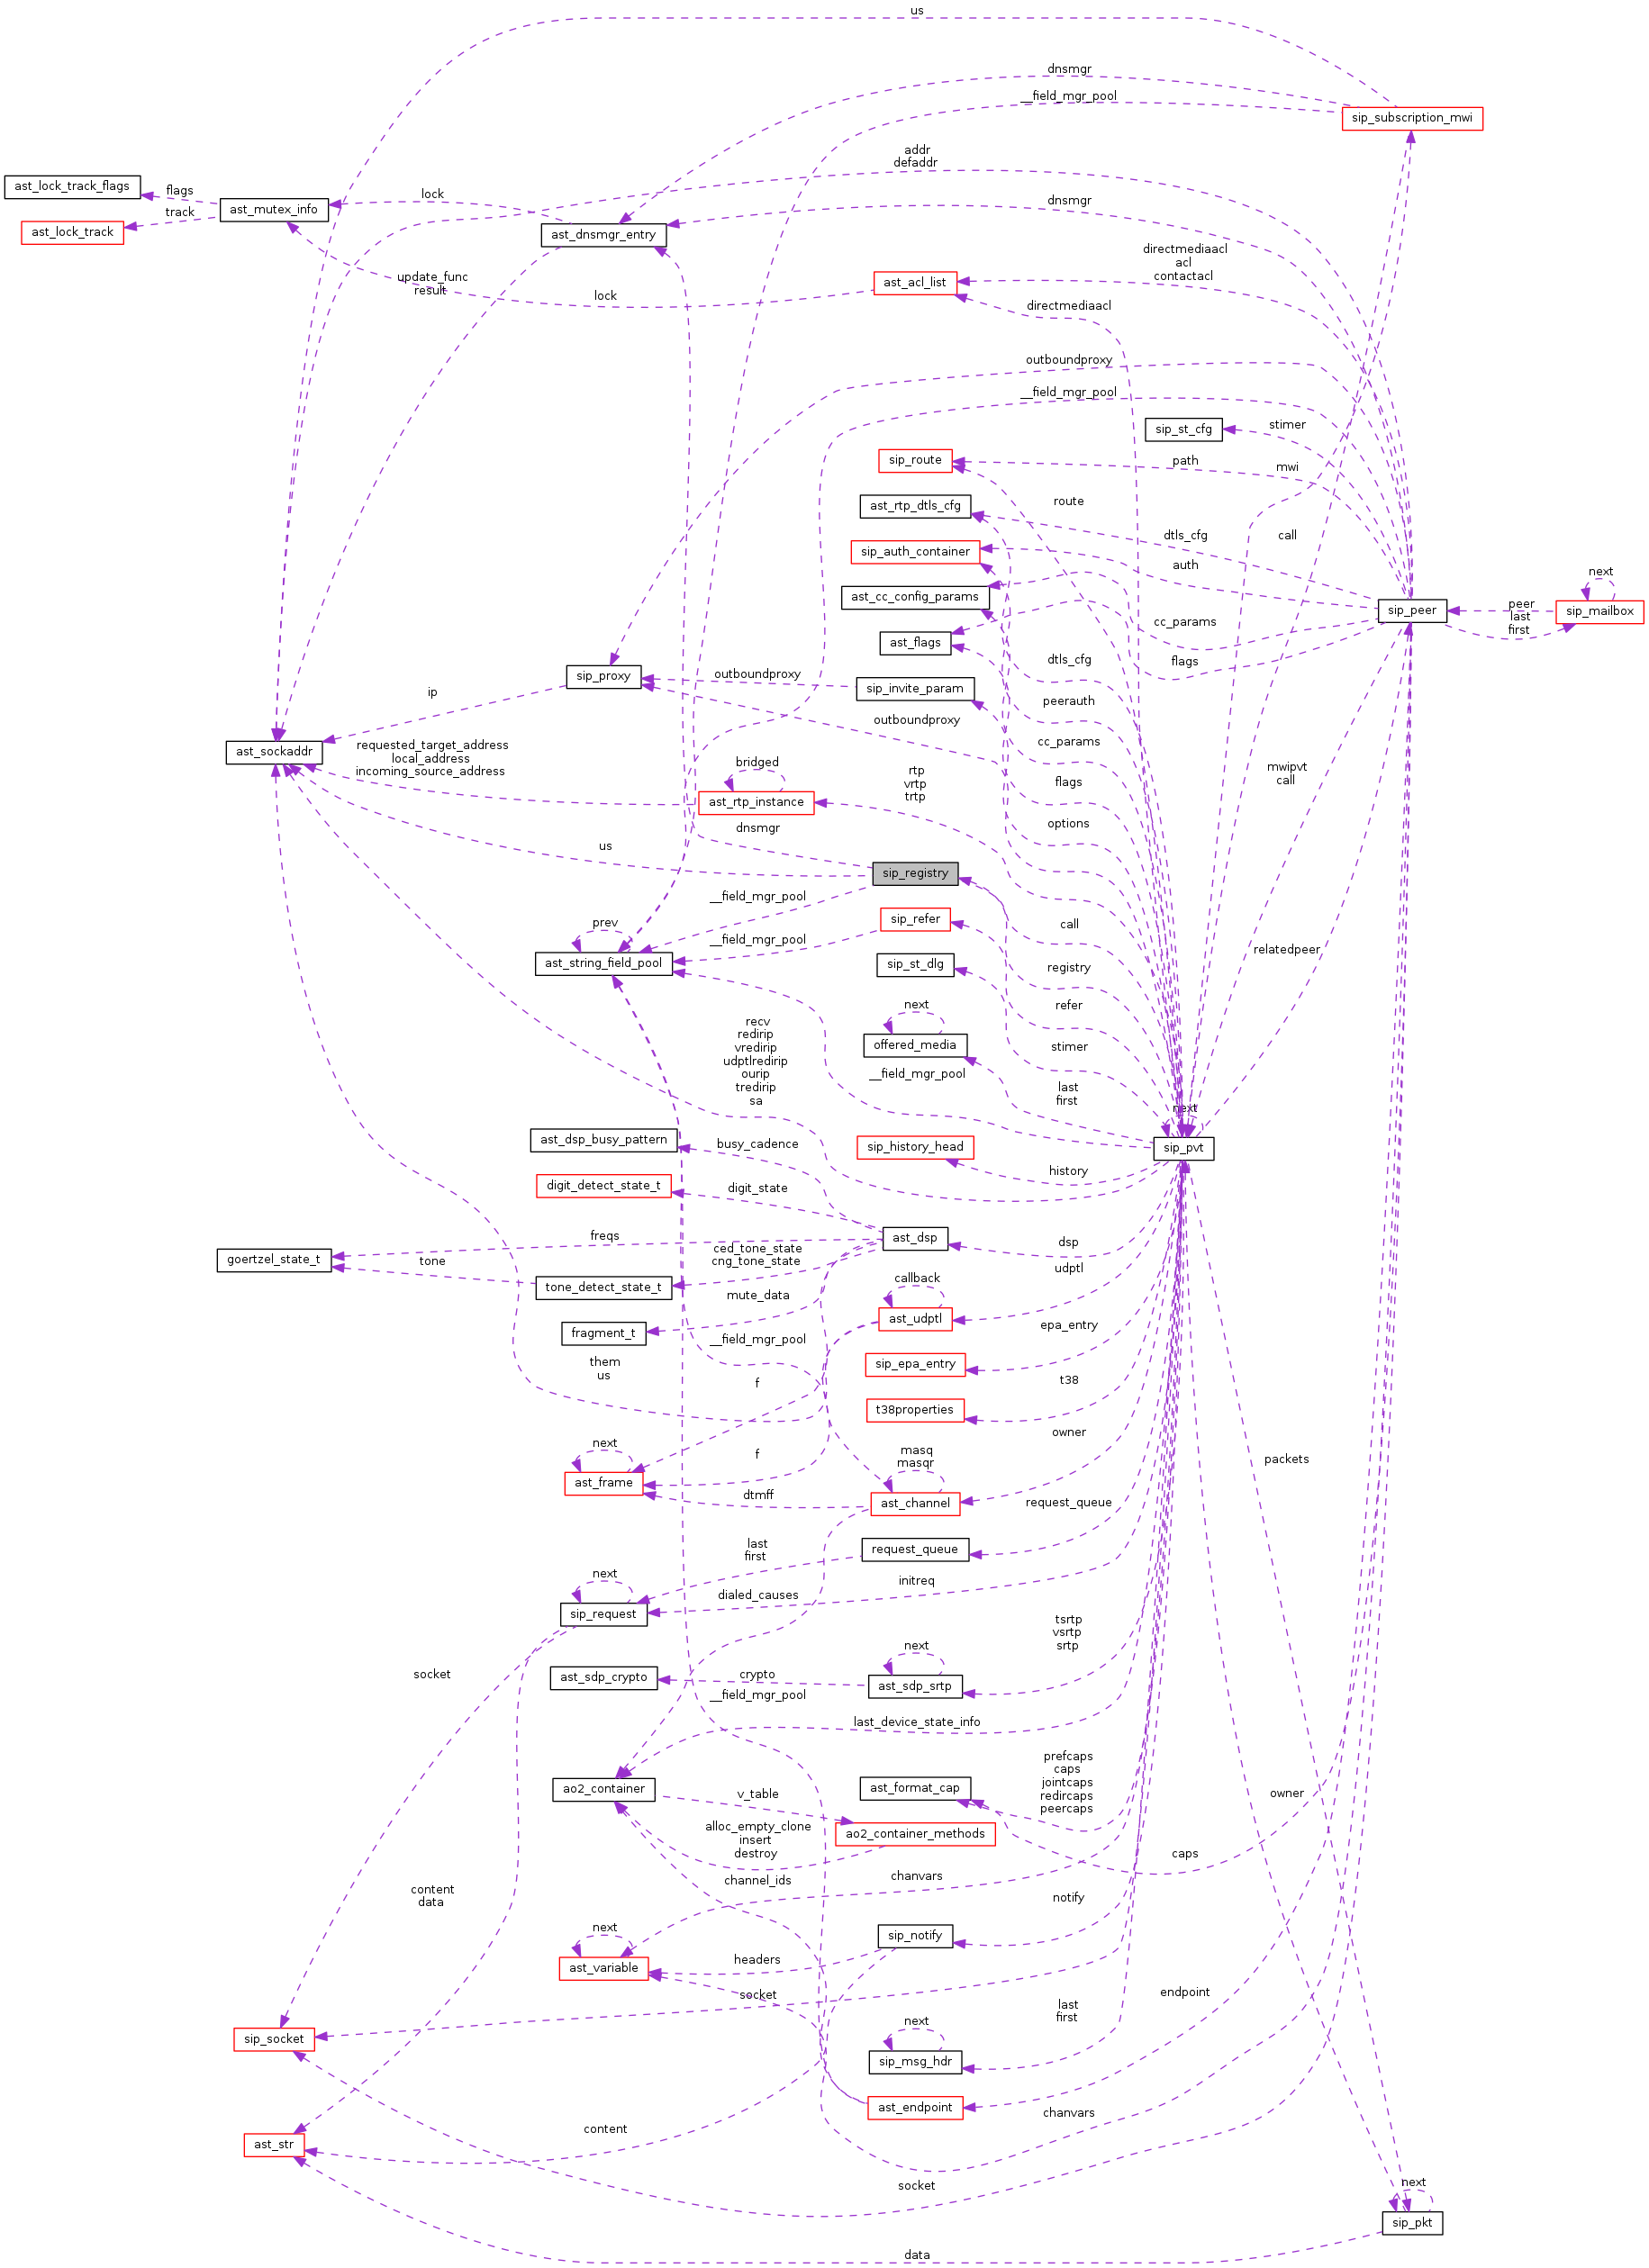 us
dnsmgr
__field_mgr_pool
sip_subscription_mwi
addr
defaddr
ast_lock_track_flags
flags
lock
dnsmgr
ast_mutex_info
track
ast_lock_track
ast_dnsmgr_entry
directmediaacl
acl
contactacl
update_func
result
ast_acl_list
lock
directmediaacl
outboundproxy
__field_mgr_pool
sip_st_cfg
stimer
sip_route
path
mwi
route
ast_rtp_dtls_cfg
dtls_cfg
call
sip_auth_container
auth
next
ast_cc_config_params
sip_peer
peer
last
first
sip_mailbox
cc_params
ast_flags
dtls_cfg
flags
sip_proxy
outboundproxy
sip_invite_param
ip
peerauth
outboundproxy
cc_params
ast_sockaddr
requested_target_address
local_address
incoming_source_address
bridged
rtp
vrtp
trtp
mwipvt
call
flags
ast_rtp_instance
dnsmgr
options
us
sip_registry
__field_mgr_pool
sip_refer
prev
call
__field_mgr_pool
relatedpeer
ast_string_field_pool
sip_st_dlg
registry
next
refer
recv
redirip
vredirip
udptlredirip
ourip
tredirip
sa
offered_media
stimer
__field_mgr_pool
last
first
next
ast_dsp_busy_pattern
busy_cadence
sip_history_head
sip_pvt
history
digit_detect_state_t
digit_state
freqs
ast_dsp
dsp
goertzel_state_t
tone
ced_tone_state
cng_tone_state
udptl
tone_detect_state_t
callback
mute_data
ast_udptl
fragment_t
epa_entry
__field_mgr_pool
sip_epa_entry
them
us
f
t38
t38properties
owner
next
f
masq
masqr
packets
ast_frame
dtmff
ast_channel
request_queue
last
first
request_queue
next
dialed_causes
initreq
sip_request
tsrtp
vsrtp
srtp
next
socket
ast_sdp_crypto
crypto
ast_sdp_srtp
__field_mgr_pool
last_device_state_info
prefcaps
caps
jointcaps
redircaps
peercaps
ao2_container
v_table
ast_format_cap
owner
alloc_empty_clone
insert
destroy
ao2_container_methods
caps
channel_ids
chanvars
content
data
notify
next
sip_notify
ast_variable
headers
socket
endpoint
last
first
next
sip_socket
sip_msg_hdr
ast_endpoint
chanvars
content
ast_str
socket
next
sip_pkt
data